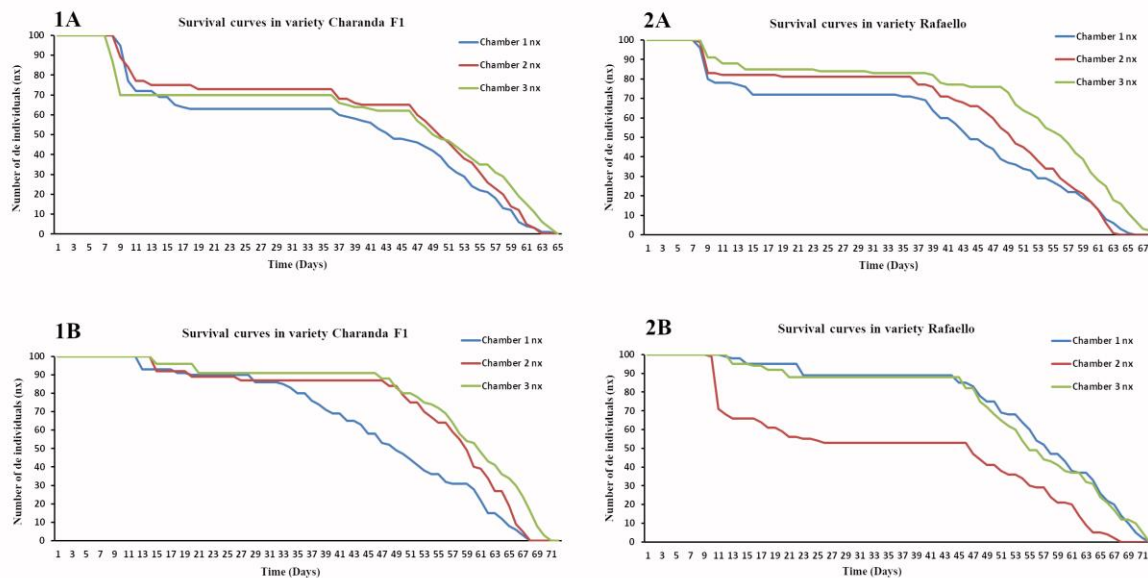 1A
Survival curves in variety Charanda F1
Chamber 1 nx
Chamber 2 nx
Chamber 3 nx
Number of de individuals (nx)
100
90
80
70
60
50
40
30
20
10
0
1 3 5 7 9 11 13 15 17 19 21 23 25 27 29 31 33 35 37 39 41 43 45 47 49 51 53 55 57 59 61 63 65
Time (Days)
2A
Survival curves in variety Rafaello
Chamber 1 nx
Chamber 2 nx
Chamber 3 nx
Number of de individuals (nx)
100
90
80
70
60
50
40
30
20
10
0
1 3 5 7 9 11 13 15 17 19 21 23 25 27 29 31 33 35 37 39 41 43 45 47 49 51 53 55 57 59 61 63 65 67
Time (Days)
1B
Survival curves in variety Charanda F1
Chamber 1 nx
Chamber 2 nx
Chamber 3 nx
Number of de individuals (nx)
100
90
80
70
60
50
40
30
20
10
0
1 3 5 7 9 11 13 15 17 19 21 23 25 27 29 31 33 35 37 39 41 43 45 47 49 51 53 55 57 59 61 63 65 67 69 71
Time (Days)
2B
Survival curves in variety Rafaello
Chamber 1 nx
Chamber 2 nx
Chamber 3 nx
Number of de individuals (nx)
100
90
80
70
60
50
40
30
20
10
0
1 3 5 7 9 11 13 15 17 19 21 23 25 27 29 31 33 35 37 39 41 43 45 47 49 51 53 55 57 59 61 63 65 67 69 71
Time (Days)